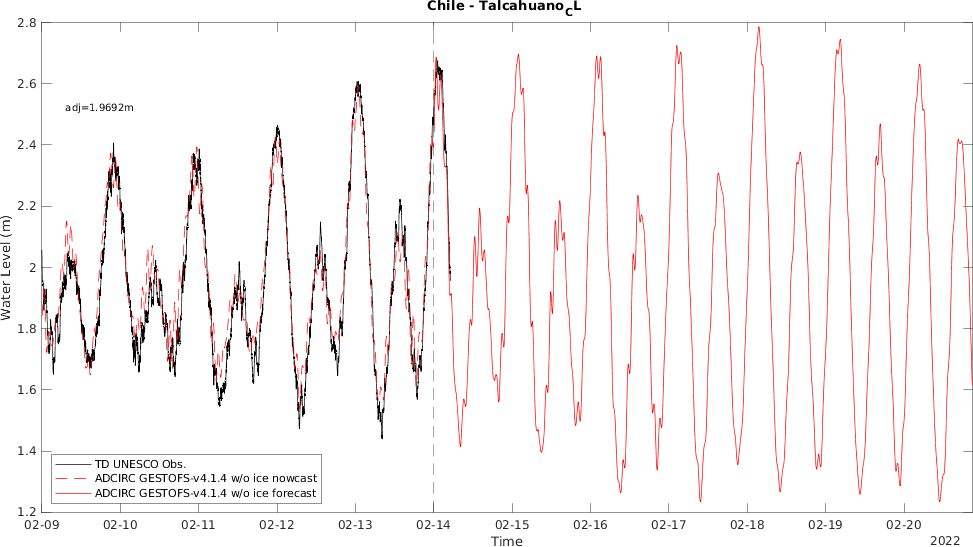 Chile - Talcahuano_CL
2.8
2.6
adj=1.9692m
2.4
2.2
Water Level (m)
2
1.8
1.6
1.4
TD UNESCO Obs.
ADCIRC GESTOFS-v4.1.4 w/o ice nowcast
ADCIRC GESTOFS-v4.1.4 w/o ice forecast
1.2
02-09 02-10 02-11 02-12 02-13 02-14 02-15 02-16 02-17 02-18 02-19 02-20
Time
2022